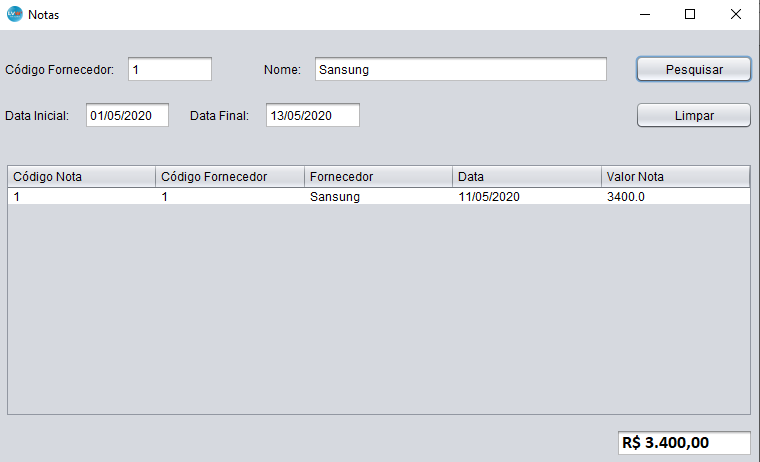 Notas
Código Fornecedor: 1 Nome: Sansung Pesquisar
Data Inicial: 01/05/2020 Data Final: 13/05/2020 Limpar
Código Nota Código Fornecedor Fornecedor Data Valor Nota
1 1 Sansung 11/05/2020 3400.0
R$ 3.400,00